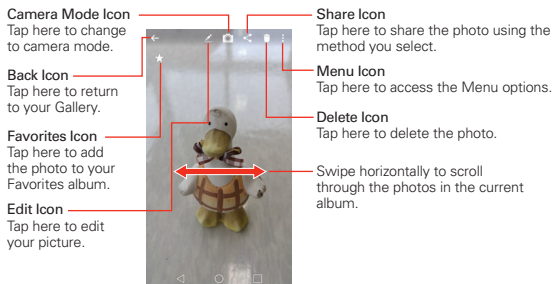 Camera Mode Icon
Tap here to change
to camera mode.
Back Icon
Tap here to return
to your Gallery.
Favorites Icon
Tap here to add
the photo to your
Favorites album.
Edit Icon
Tap here to edit
your picture.
Share Icon
Tap here to share the photo using the
method you select.
Menu Icon
Tap here to access the Menu options.
Delete Icon
Tap here to delete the photo.
Swipe horizontally to scroll
through the photos in the current
album.